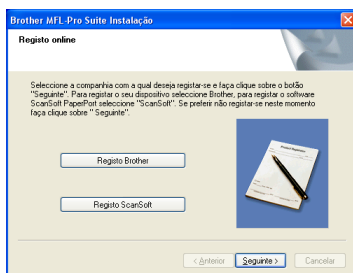 Brother MFL-Pro Suite Instalação
Registo online
Seleccione a companhia com a qual deseja registar-se e faça clique sobre o botão
"Seguinte". Para registar o seu dispositivo seleccione Brother, para registar o software
ScanSoft PaperPort seleccione "ScanSoft". Se preferir não registar-se neste momento
faça clique sobre " Seguinte".
Product Registration
Registo Brother
Registo ScanSoft
< Anterior
Seguinte >
Cancelar